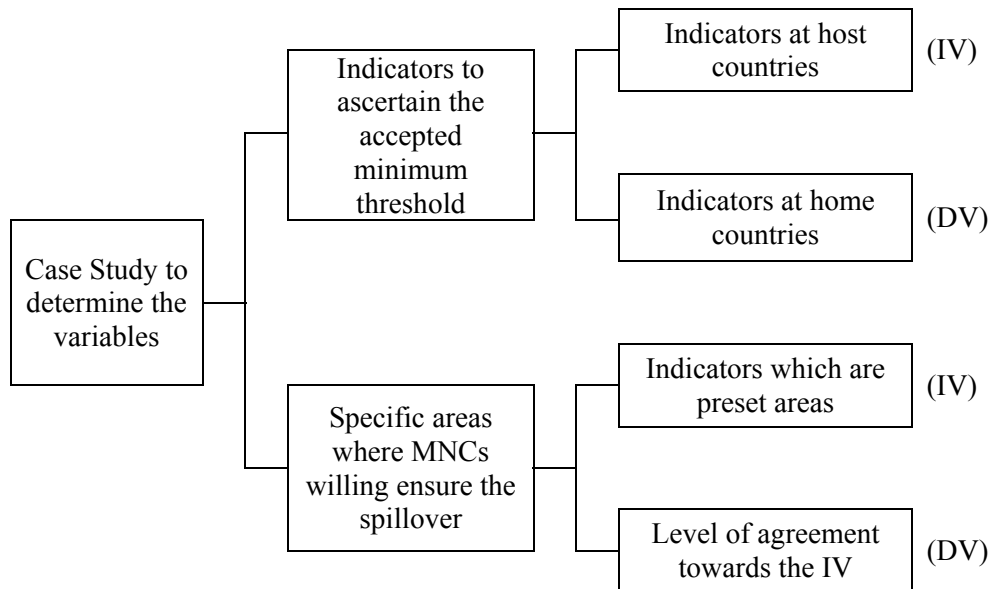 Case Study to
determine the
variables
Indicators to
ascertain the
accepted
minimum
threshold
Indicators at host
countries
(IV)
Indicators at home
countries
(DV)
Specific areas
where MNCs
willing ensure the
spillover
Indicators which are
preset areas
(IV)
Level of agreement
towards the IV
(DV)